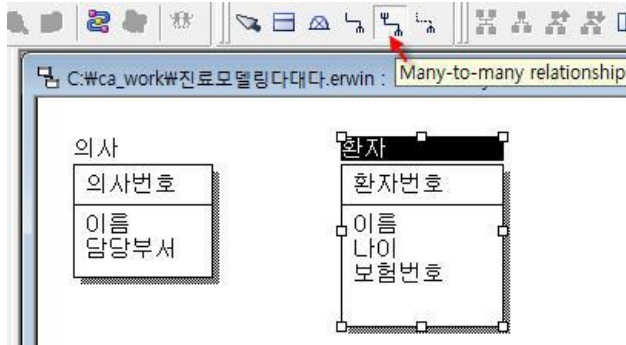 C:₩ca_work₩진료모델링다대다.erwin :
Many-to-many relationship
의사
의사번호
이름
담당부서
환자
환자번호
이름
나이
보험번호